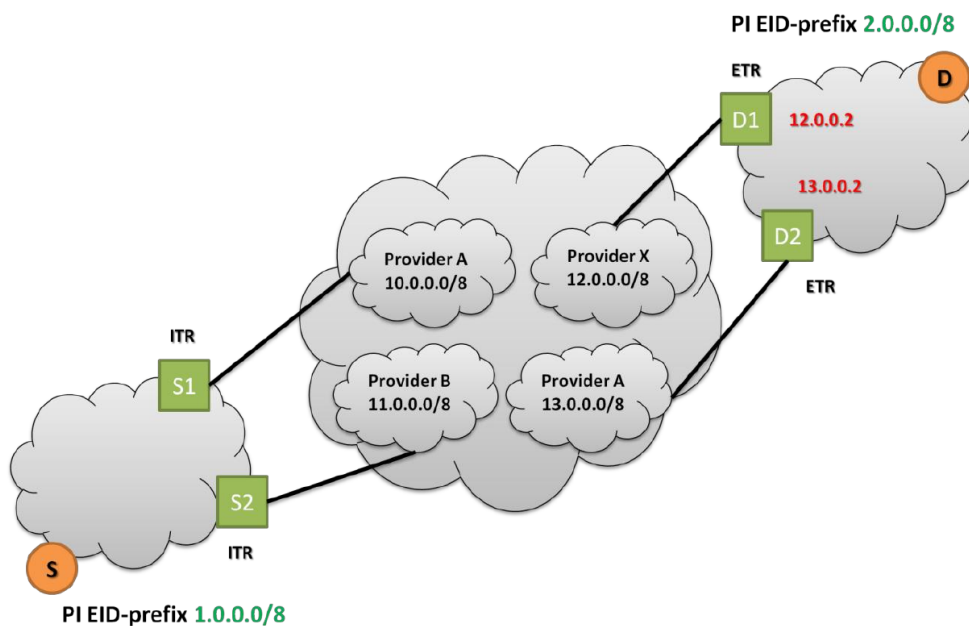 PI EID-prefix 2.0.0.0/8
ETR
D
D1
12.0.0.2
13.0.0.2
D2
ETR
Provider A
10.0.0.0/8
Provider X
12.0.0.0/8
ITR
S1
Provider B
11.0.0.0/8
Provider A
13.0.0.0/8
S2
ITR
S
PI EID-prefix 1.0.0.0/8